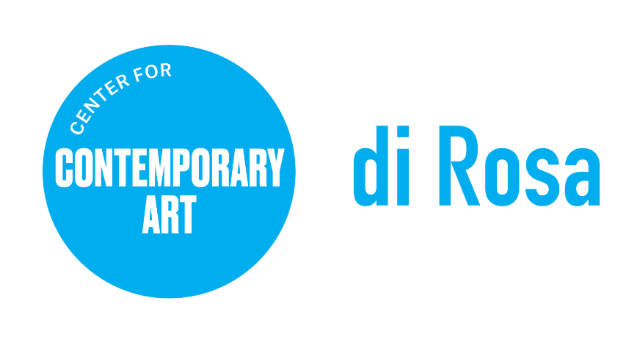 CENTER FOR
CONTEMPORARY
ART
di Rosa